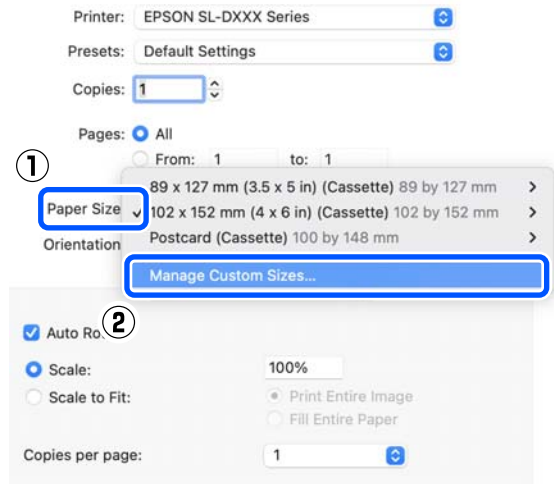 Printer: EPSON SL-DXXX Series
Presets: Default Settings
Copies: 1
Pages: All
From: 1 to: 1
①
89 x 127 mm (3.5 x 5 in) (Cassette) 89 by 127 mm
Paper Size ✓ 102 x 152 mm (4 x 6 in) (Cassette) 102 by 152 mm
Orientation Postcard (Cassette) 100 by 148 mm
Manage Custom Sizes...
②
Auto Ro
Scale: 100%
Scale to Fit: Print Entire Image
Fill Entire Paper
Copies per page: 1